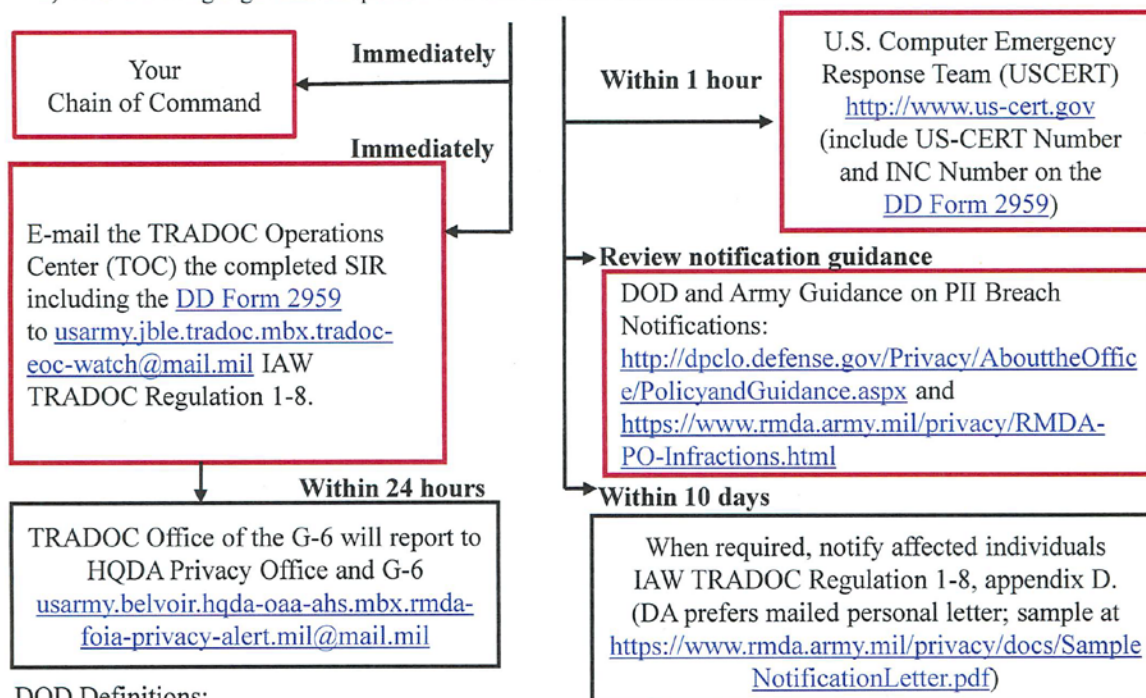 Immediately
Your
Chain of Command
Immediately
E-mail the TRADOC Operations
Center (TOC) the completed SIR
including the DD Form 2959
to usarmy.jble.tradoc.mbx.tradoc-
eoc-watch@mail.mil IAW
TRADOC Regulation 1-8.
Within 24 hours
TRADOC Office of the G-6 will report to
HQDA Privacy Office and G-6
usarmy.belvoir.hqda-oaa-ahs.mbx.rmda-
foia-privacy-alert.mil@mail.mil
DOD Definitions:
Within 1 hour
U.S. Computer Emergency
Response Team (USCERT)
http://www.us-cert.gov
(include US-CERT Number
and INC Number on the
DD Form 2959)
Review notification guidance
DOD and Army Guidance on PII Breach
Notifications:
http://dpclo.defense.gov/Privacy/AbouttheOffic
e/PolicyandGuidance.aspx and
https://www.rmda.army.mil/privacy/RMDA-
PO-Infractions.html
Within 10 days
When required, notify affected individuals
IAW TRADOC Regulation 1-8, appendix D.
(DA prefers mailed personal letter; sample at
https://www.rmda.army.mil/privacy/docs/Sample
NotificationLetter.pdf)